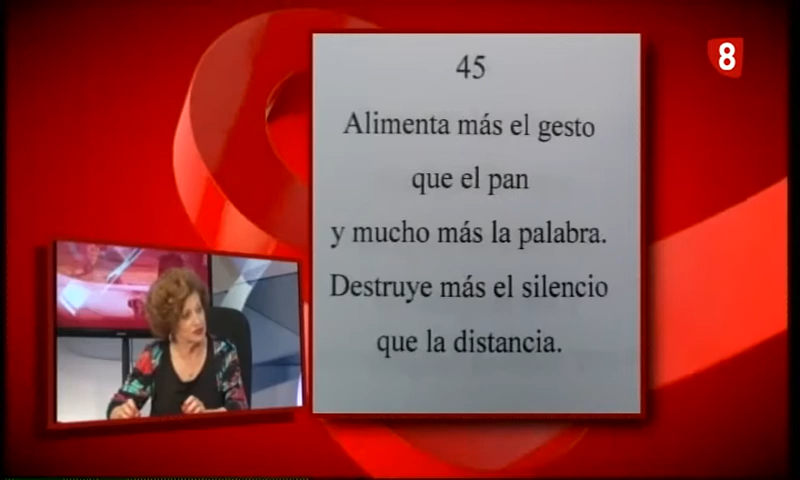 8
45
Alimenta más el gesto
que el pan
y mucho más la palabra.
Destruye más el silencio
que la distancia.